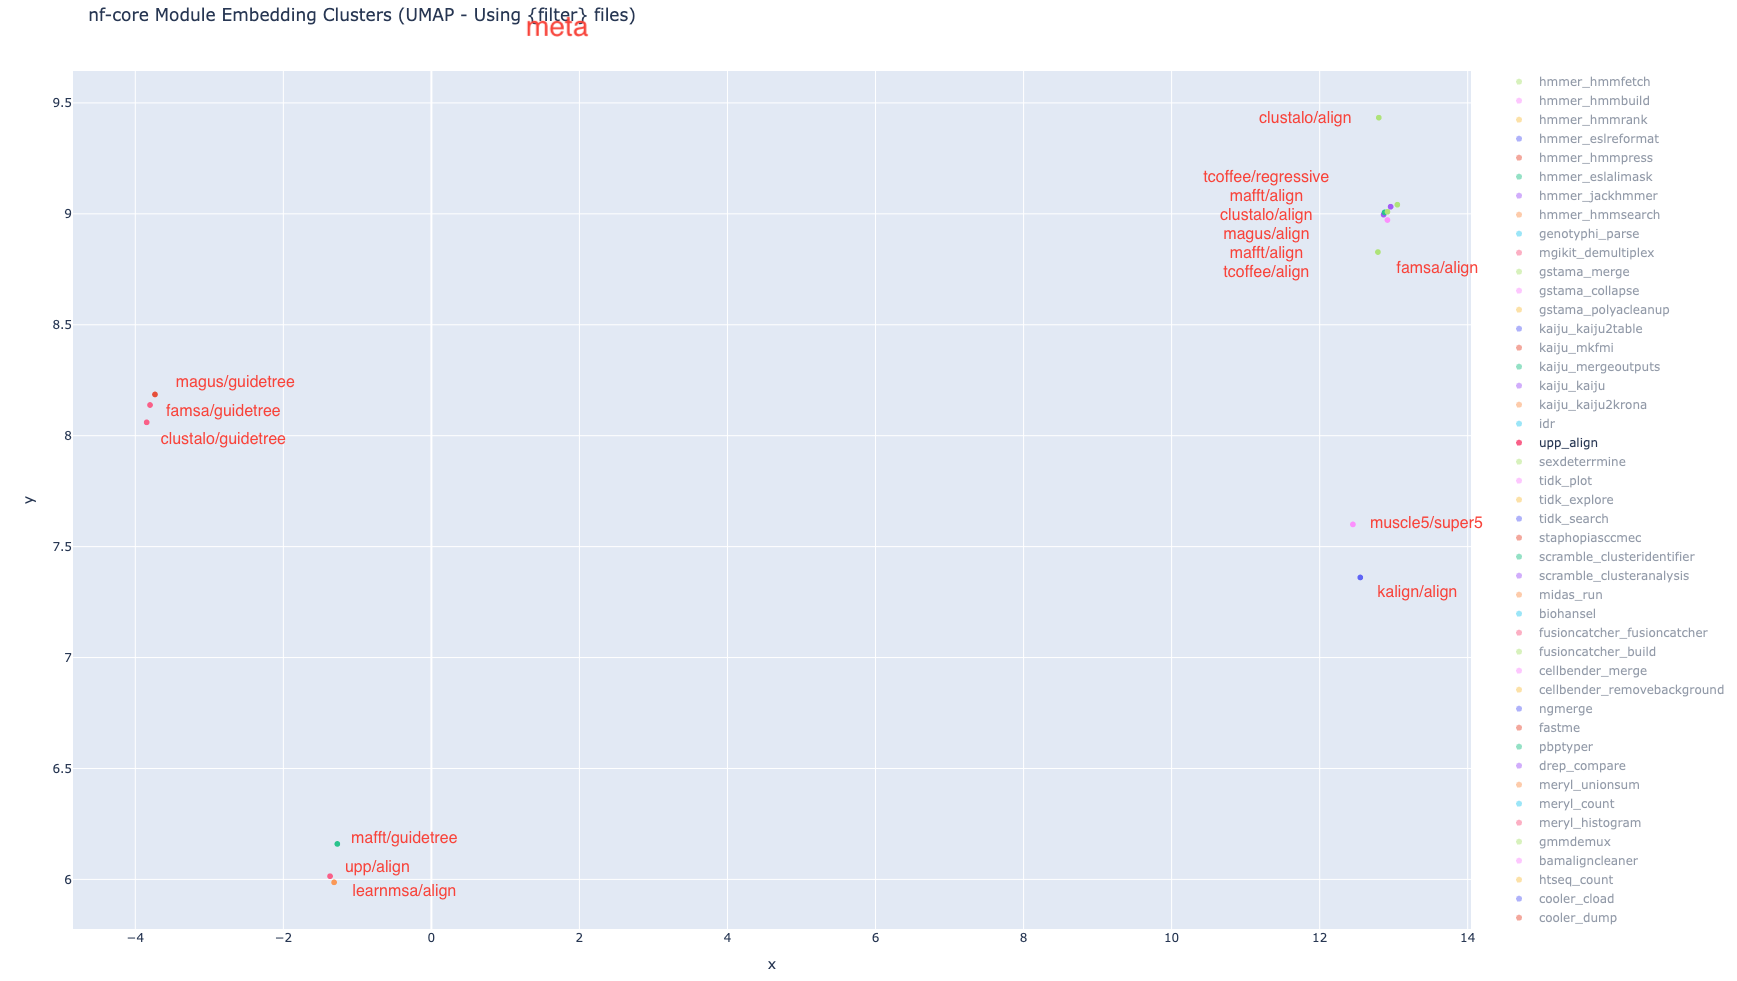 nf-core Module Embedding Clusters (UMAP - Using {filter} files)
meta
9.5
9
8.5
8
7.5
7
6.5
6
y
−4
−2
0
2
4
6
8
10
12
14
x
clustalo/align
tcoffee/regressive
mafft/align
clustalo/align
magus/align
mafft/align
tcoffee/align
famsa/align
magus/guidetree
famsa/guidetree
clustalo/guidetree
muscle5/super5
kalign/align
mafft/guidetree
upp/align
learnmsa/align
hmmer_hmmfetch
hmmer_hmmbuild
hmmer_hmmrank
hmmer_eslreformat
hmmer_hmmpress
hmmer_eslalimask
hmmer_jackhmmer
hmmer_hmmsearch
genotyphi_parse
mgikit_demultiplex
gstama_merge
gstama_collapse
gstama_polyacleanup
kaiju_kaiju2table
kaiju_mkfmi
kaiju_mergeoutputs
kaiju_kaiju
kaiju_kaiju2krona
idr
upp_align
sexdeterrmine
tidk_plot
tidk_explore
tidk_search
staphopiasccmec
scramble_clusteridentifier
scramble_clusteranalysis
midas_run
biohansel
fusioncatcher_fusioncatcher
fusioncatcher_build
cellbender_merge
cellbender_removebackground
ngmerge
fastme
pbptyper
drep_compare
meryl_unionsum
meryl_count
meryl_histogram
gmmdemux
bamaligncleaner
htseq_count
cooler_cload
cooler_dump